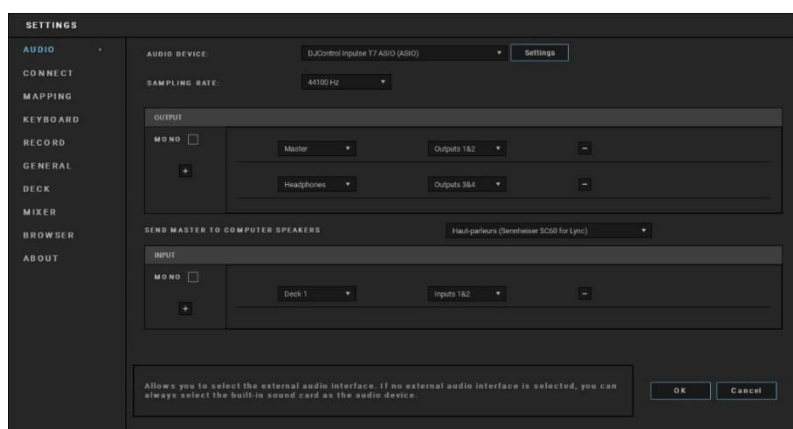 SETTINGS
AUDIO
CONNECT
MAPPING
KEYBOARD
RECORD
GENERAL
DECK
MIXER
BROWSER
ABOUT
AUDIO DEVICE: DJControl Inpulse T7 ASIO (ASIO) Settings
SAMPLING RATE: 44100 Hz
OUTPUT
MONO
Master Outputs 1&2 −
+
Headphones Outputs 3&4 −
SEND MASTER TO COMPUTER SPEAKERS Haut-parleurs (Sennheiser SC60 for Lync)
INPUT
MONO
Deck 1 Inputs 1&2 −
+
Allows you to select the external audio interface. If no external audio interface is selected, you can
always select the built-in sound card as the audio device.
OK Cancel